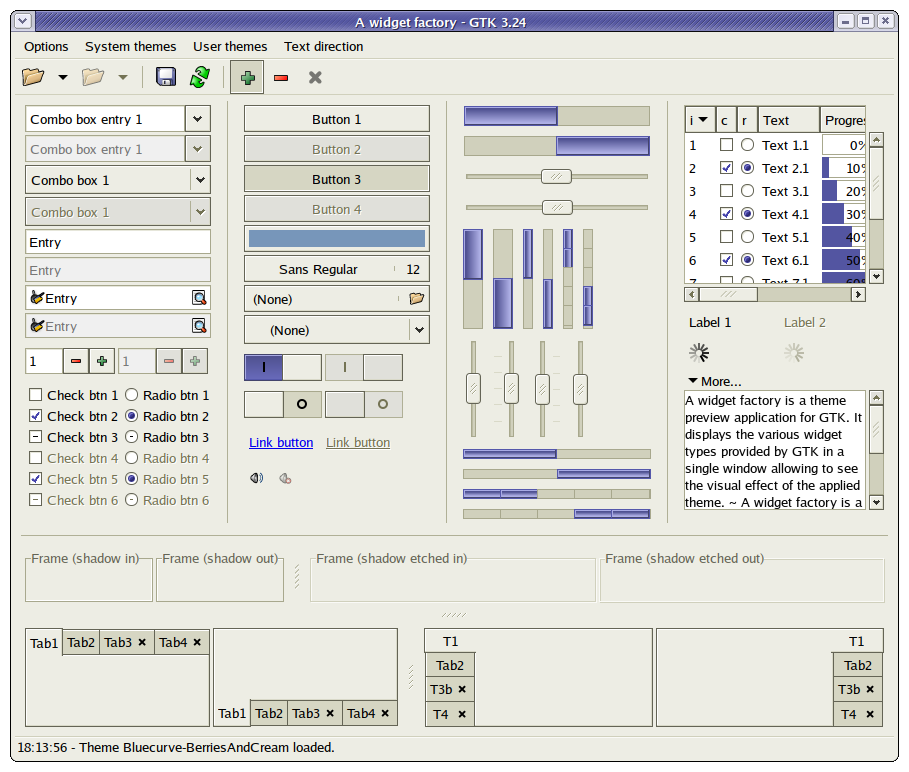 A widget factory - GTK 3.24
Options System themes User themes Text direction
Combo box entry 1
Combo box entry 1
Combo box 1
Combo box 1
Entry
Entry
Entry
Entry
1 1
Check btn 1 Radio btn 1
Check btn 2 Radio btn 2
Check btn 3 Radio btn 3
Check btn 4 Radio btn 4
Check btn 5 Radio btn 5
Check btn 6 Radio btn 6
Button 1
Button 2
Button 3
Button 4
Sans Regular 12
(None)
(None)
Link button Link button
i c r Text Progres
1 Text 1.1 0%
2 Text 2.1 10%
3 Text 3.1 20%
4 Text 4.1 30%
5 Text 5.1 40%
6 Text 6.1 50%
7 Text 7.1 60%
Label 1 Label 2
More...
A widget factory is a theme
preview application for GTK. It
displays the various widget
types provided by GTK in a
single window allowing to see
the visual effect of the applied
theme. ~ A widget factory is a
Frame (shadow in) Frame (shadow out) Frame (shadow etched in) Frame (shadow etched out)
Tab1 Tab2 Tab3 Tab4
Tab1 Tab2 Tab3 Tab4
T1
Tab2
T3b
T4
T1
Tab2
T3b
T4
18:13:56 - Theme Bluecurve-BerriesAndCream loaded.